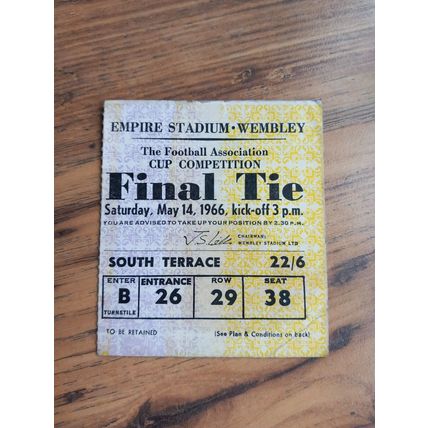 EMPIRE STADIUM • WEMBLEY
The Football Association
CUP COMPETITION
Final Tie
Saturday, May 14, 1966, kick-off 3 p.m.
YOU ARE ADVISED TO TAKE UP YOUR POSITION BY 2.30 P.M.
CHAIRMAN:
WEMBLEY STADIUM LTD
SOUTH TERRACE 22/6
ENTER ENTRANCE ROW SEAT
B 26 29 38
TURNSTILE
TO BE RETAINED (See Plan & Conditions on back)